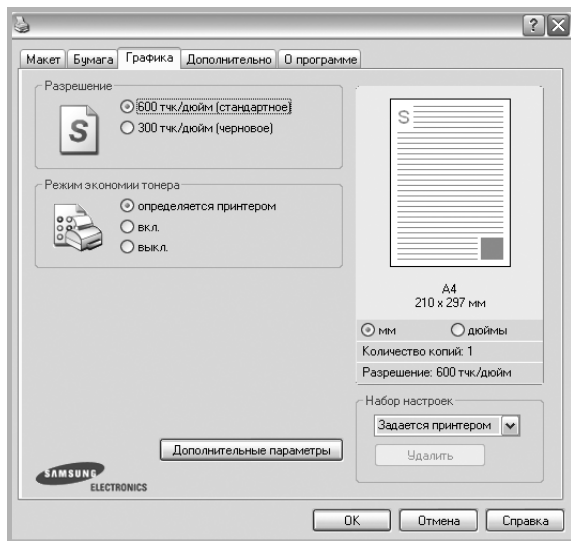 Макет
Бумага
Графика
Дополнительно
О программе
Разрешение
600 тчк/дюйм (стандартное)
300 тчк/дюйм (черновое)
S
Режим экономии тонера
определяется принтером
вкл.
выкл.
S
A4
210 x 297 мм
мм
дюймы
Количество копий: 1
Разрешение: 600 тчк/дюйм
Набор настроек
Задается принтером
Удалить
Дополнительные параметры
SAMSUNG
ELECTRONICS
OK
Отмена
Справка